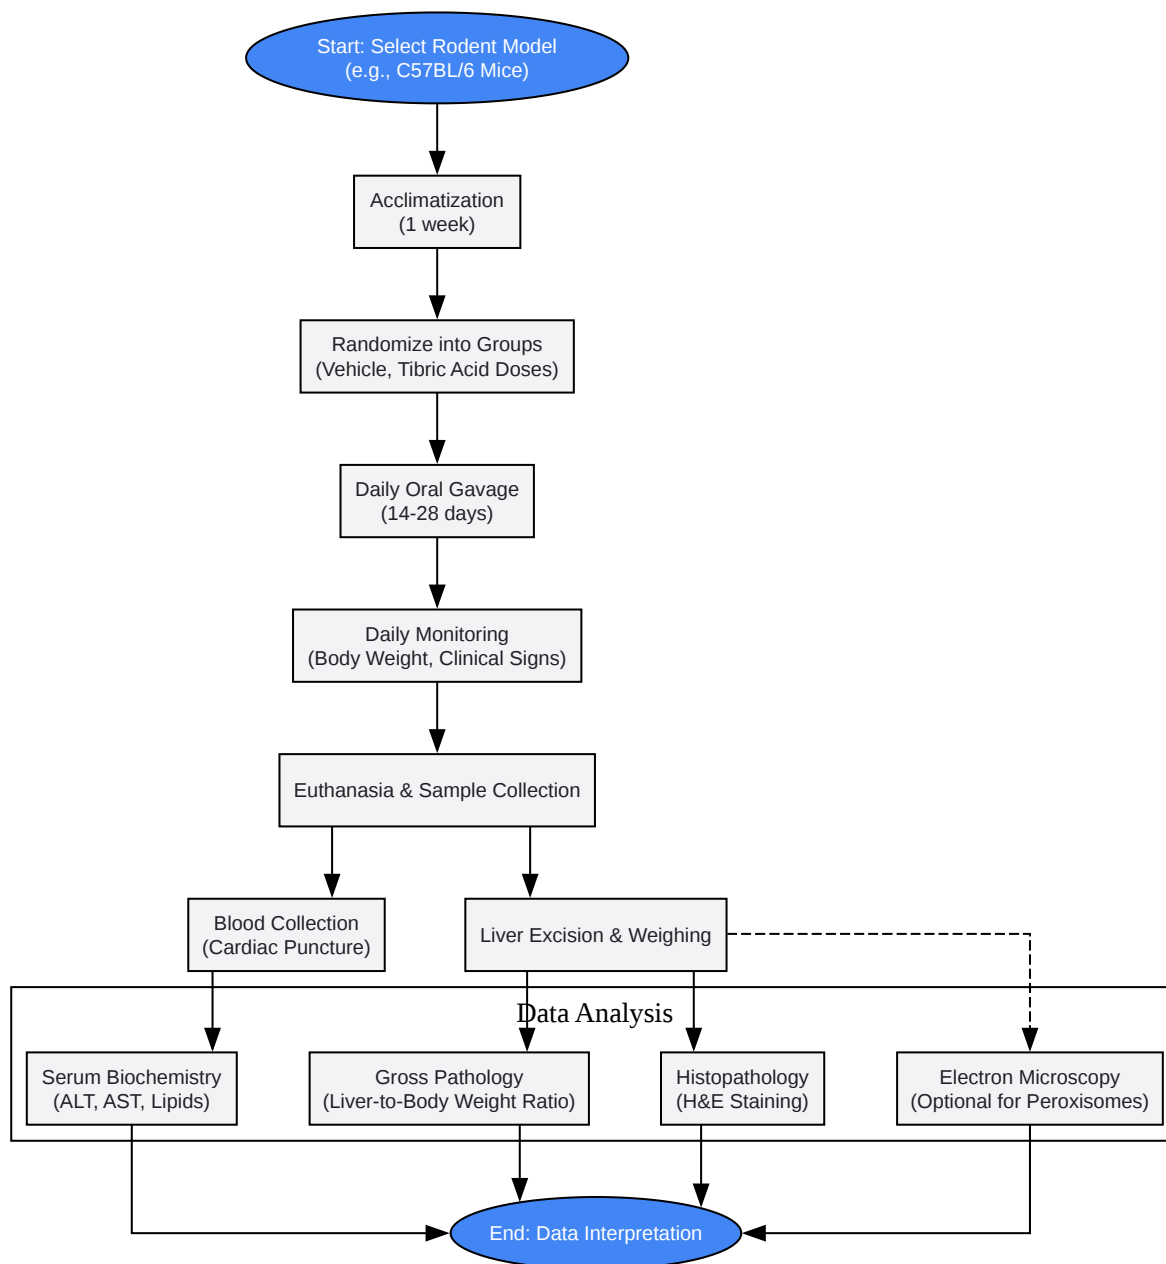 Start: Select Rodent Model
(e.g., C57BL/6 Mice)
Acclimatization
(1 week)
Randomize into Groups
(Vehicle, Tibric Acid Doses)
Daily Oral Gavage
(14-28 days)
Daily Monitoring
(Body Weight, Clinical Signs)
Euthanasia & Sample Collection
Blood Collection
(Cardiac Puncture)
Liver Excision & Weighing
Data Analysis
Serum Biochemistry
(ALT, AST, Lipids)
Gross Pathology
(Liver-to-Body Weight Ratio)
Histopathology
(H&E Staining)
Electron Microscopy
(Optional for Peroxisomes)
End: Data Interpretation